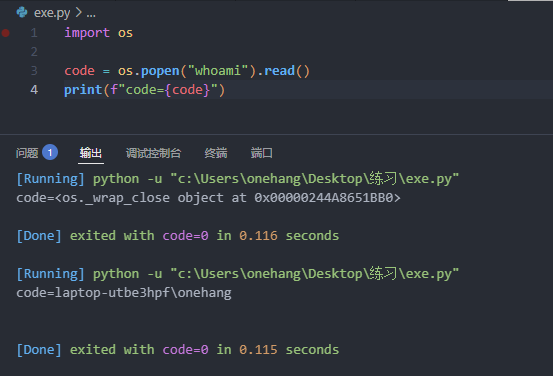 exe.py > ...
1 import os
2
3 code = os.popen("whoami").read()
4 print(f"code={code}")
问题 1 输出 调试控制台 终端 端口
[Running] python -u "c:\Users\onehang\Desktop\练习\exe.py"
code=<os._wrap_close object at 0x00000244A8651BB0>
[Done] exited with code=0 in 0.116 seconds
[Running] python -u "c:\Users\onehang\Desktop\练习\exe.py"
code=laptop-utbe3hpf\onehang
[Done] exited with code=0 in 0.115 seconds